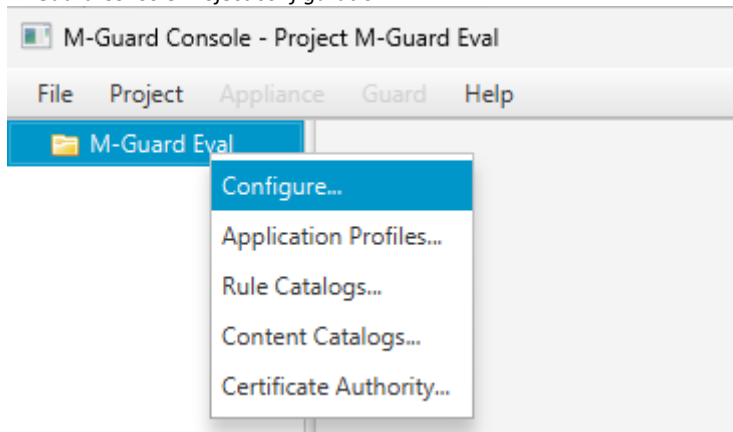 M-Guard Console - Project M-Guard Eval
File Project Appliance Guard Help
M-Guard Eval
Configure...
Application Profiles...
Rule Catalogs...
Content Catalogs...
Certificate Authority...